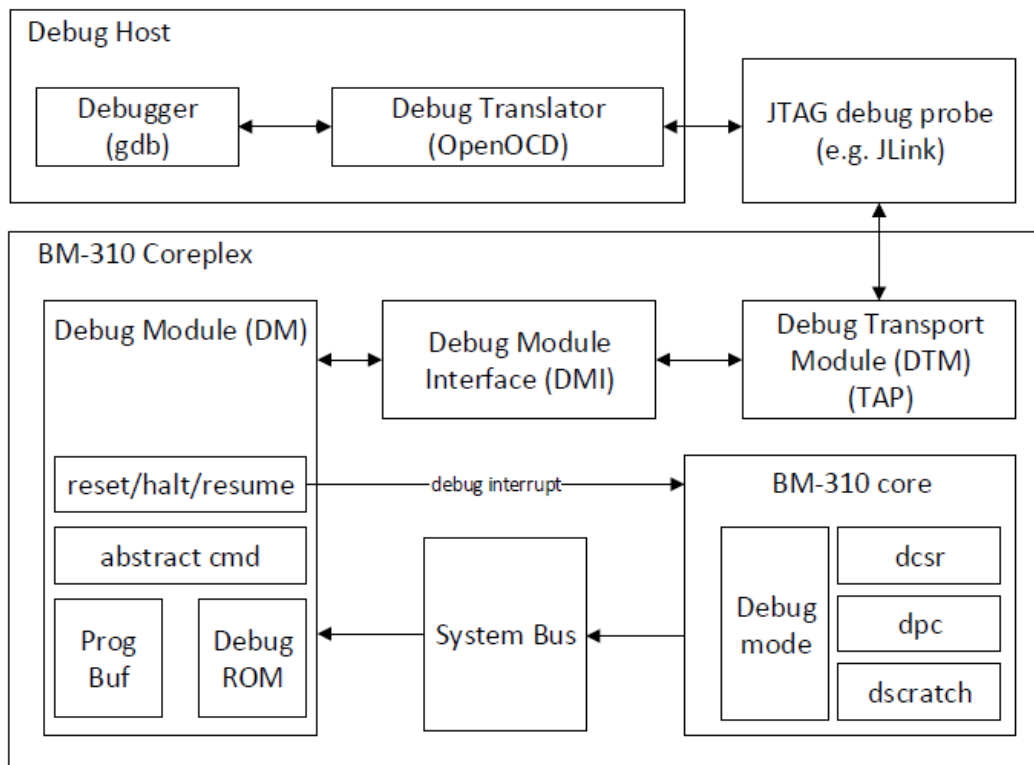 Debug Host
Debugger
(gdb)
Debug Translator
(OpenOCD)
JTAG debug probe
(e.g. JLink)
BM-310 Coreplex
Debug Module (DM)
Debug Module
Interface (DMI)
Debug Transport
Module (DTM)
(TAP)
reset/halt/resume
debug interrupt
BM-310 core
abstract cmd
Prog
Buf
Debug
ROM
System Bus
Debug
mode
dcsr
dpc
dscratch